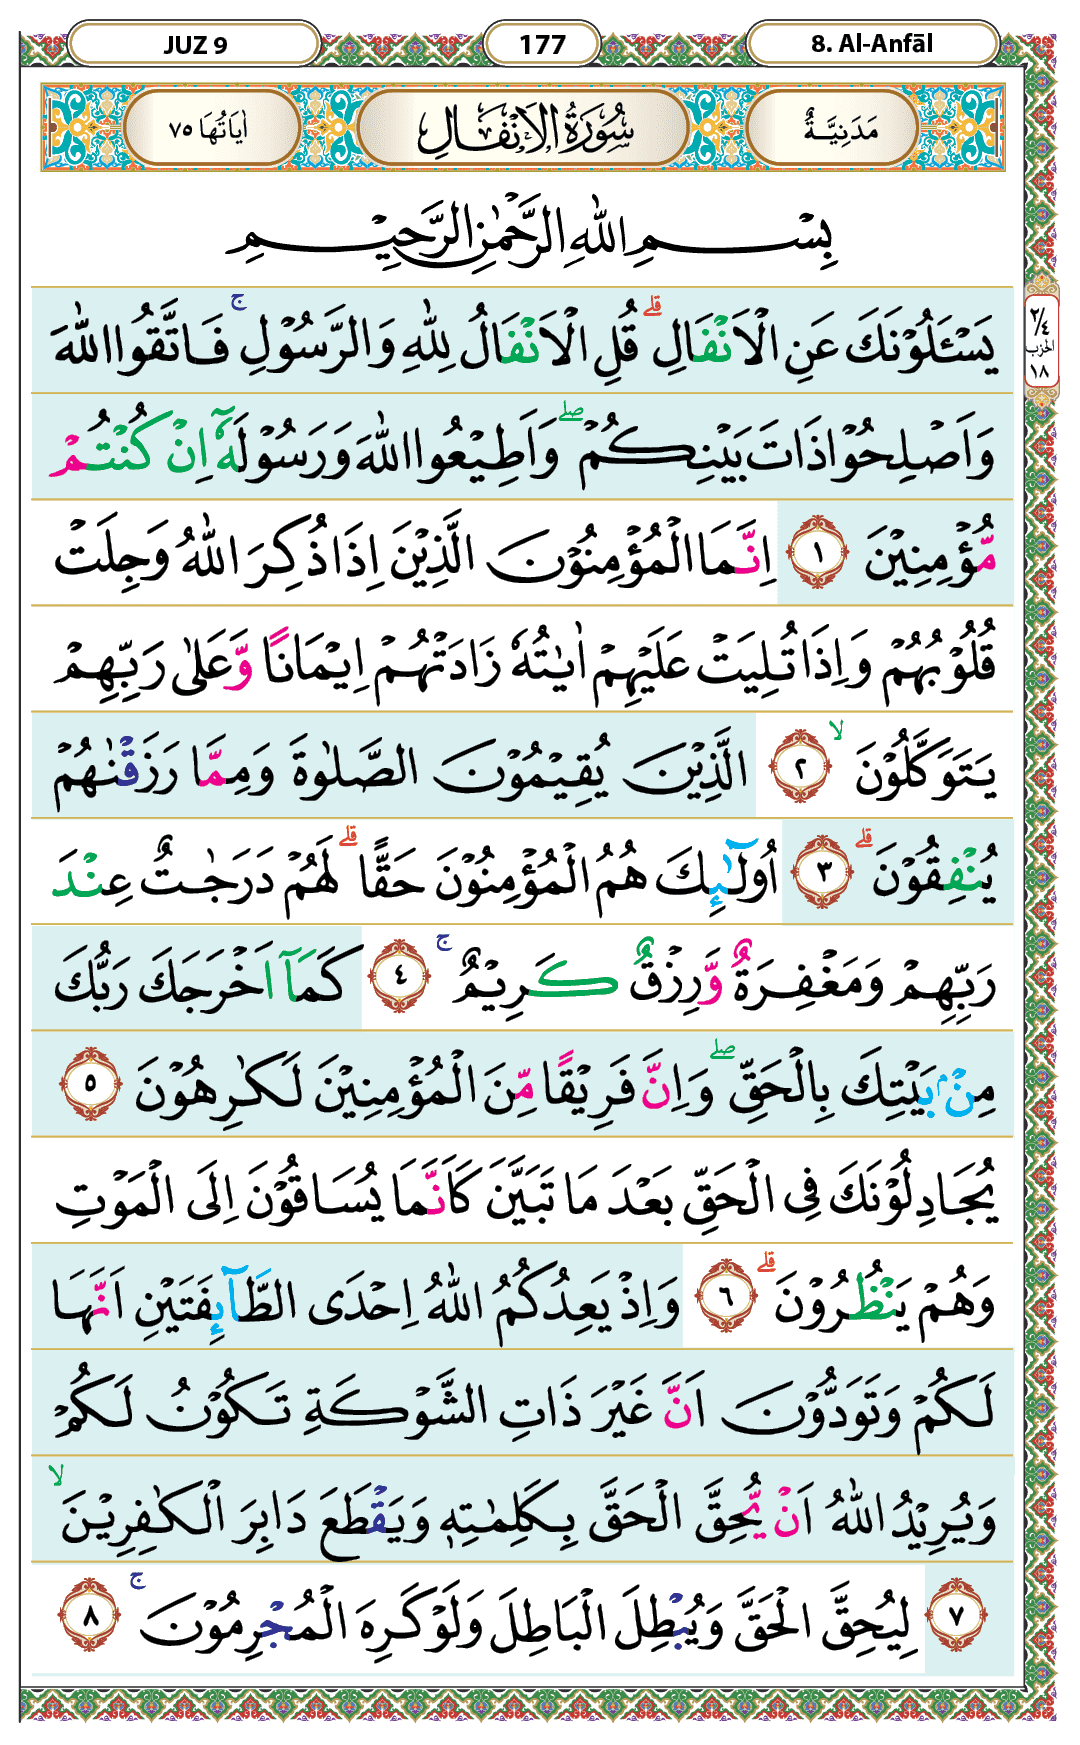 JUZ 9
177
8. Al-Anfāl
مَدَنِيَّةٌ
سُوْرَةُ الْاَنْفَالِ
اٰيَاتُهَا ٧٥
بِسْمِ اللّٰهِ الرَّحْمٰنِ الرَّحِيْمِ
يَسْـَٔلُوْنَكَ عَنِ الْاَنْفَالِۗ قُلِ الْاَنْفَالُ لِلّٰهِ وَالرَّسُوْلِۚ فَاتَّقُوا اللّٰهَ
٢/٤
الحزب
١٨
وَاَصْلِحُوْا ذَاتَ بَيْنِكُمْۖ وَاَطِيْعُوا اللّٰهَ وَرَسُوْلَهٗٓ اِنْ كُنْتُمْ
مُّؤْمِنِيْنَ ١ اِنَّمَا الْمُؤْمِنُوْنَ الَّذِيْنَ اِذَا ذُكِرَ اللّٰهُ وَجِلَتْ
قُلُوْبُهُمْ وَاِذَا تُلِيَتْ عَلَيْهِمْ اٰيٰتُهٗ زَادَتْهُمْ اِيْمَانًا وَّعَلٰى رَبِّهِمْ
يَتَوَكَّلُوْنَۙ ٢ الَّذِيْنَ يُقِيْمُوْنَ الصَّلٰوةَ وَمِمَّا رَزَقْنٰهُمْ
يُنْفِقُوْنَۗ ٣ اُولٰۤىِٕكَ هُمُ الْمُؤْمِنُوْنَ حَقًّاۗ لَهُمْ دَرَجٰتٌ عِنْدَ
رَبِّهِمْ وَمَغْفِرَةٌ وَّرِزْقٌ كَرِيْمٌۚ ٤ كَمَآ اَخْرَجَكَ رَبُّكَ
مِنْۢ بَيْتِكَ بِالْحَقِّۖ وَاِنَّ فَرِيْقًا مِّنَ الْمُؤْمِنِيْنَ لَكٰرِهُوْنَ ٥
يُجَادِلُوْنَكَ فِى الْحَقِّ بَعْدَ مَا تَبَيَّنَ كَاَنَّمَا يُسَاقُوْنَ اِلَى الْمَوْتِ
وَهُمْ يَنْظُرُوْنَۗ ٦ وَاِذْ يَعِدُكُمُ اللّٰهُ اِحْدَى الطَّاۤىِٕفَتَيْنِ اَنَّهَا
لَكُمْ وَتَوَدُّوْنَ اَنَّ غَيْرَ ذَاتِ الشَّوْكَةِ تَكُوْنُ لَكُمْ
وَيُرِيْدُ اللّٰهُ اَنْ يُّحِقَّ الْحَقَّ بِكَلِمٰتِهٖ وَيَقْطَعَ دَابِرَ الْكٰفِرِيْنَۙ
٧ لِيُحِقَّ الْحَقَّ وَيُبْطِلَ الْبَاطِلَ وَلَوْ كَرِهَ الْمُجْرِمُوْنَۚ ٨